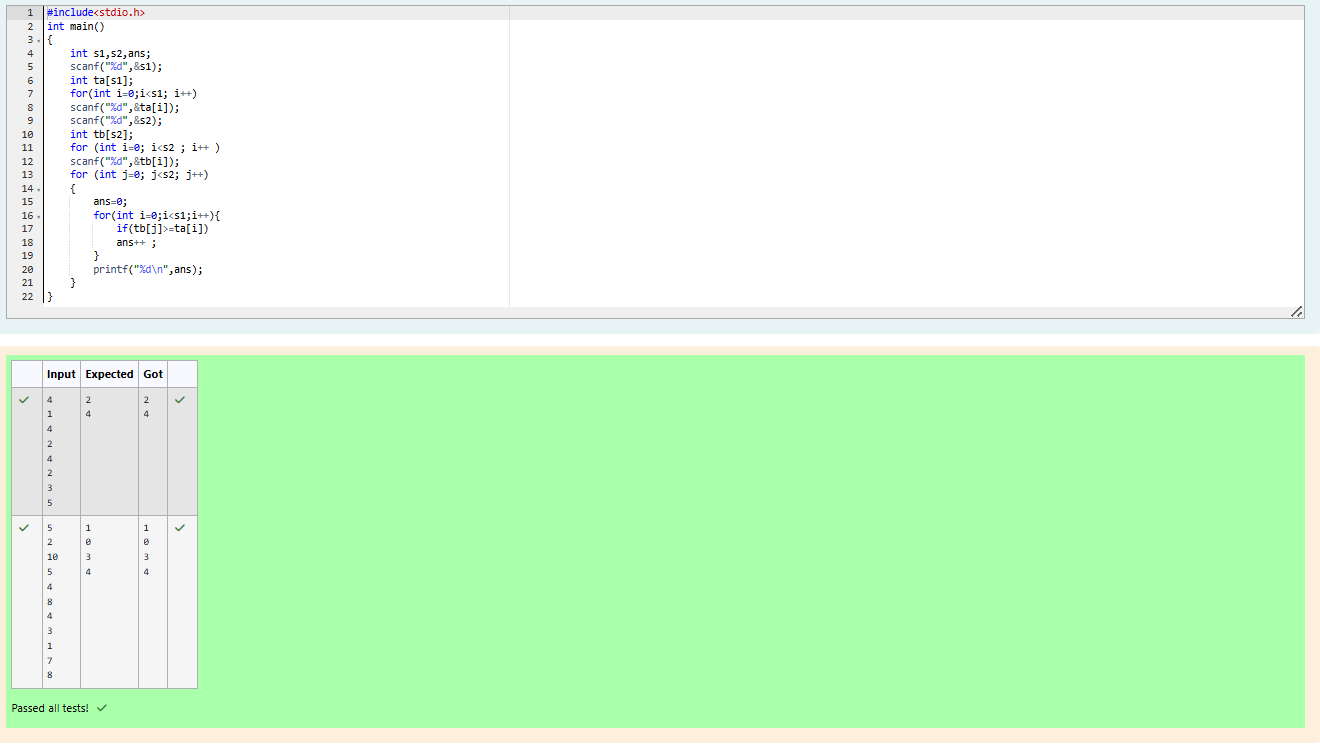 1 #include<stdio.h>
2 int main()
3 {
4     int s1,s2,ans;
5     scanf("%d",&s1);
6     int ta[s1];
7     for(int i=0;i<s1; i++)
8     scanf("%d",&ta[i]);
9     scanf("%d",&s2);
10     int tb[s2];
11     for (int i=0; i<s2 ; i++ )
12     scanf("%d",&tb[i]);
13     for (int j=0; j<s2; j++)
14     {
15         ans=0;
16         for(int i=0;i<s1;i++){
17             if(tb[j]>=ta[i])
18             ans++ ;
19         }
20         printf("%d\n",ans);
21     }
22 }
Input Expected Got
4 2 2
1 4 4
4
2
4
2
3
5
5 1 1
2 0 0
10 3 3
5 4 4
4
8
4
3
1
7
8
Passed all tests!